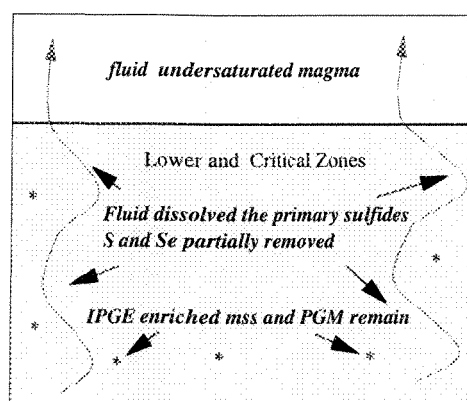 fluid undersaturated magma
Lower and Critical Zones
Fluid dissolved the primary sulfides
S and Se partially removed
IPGE enriched mss and PGM remain